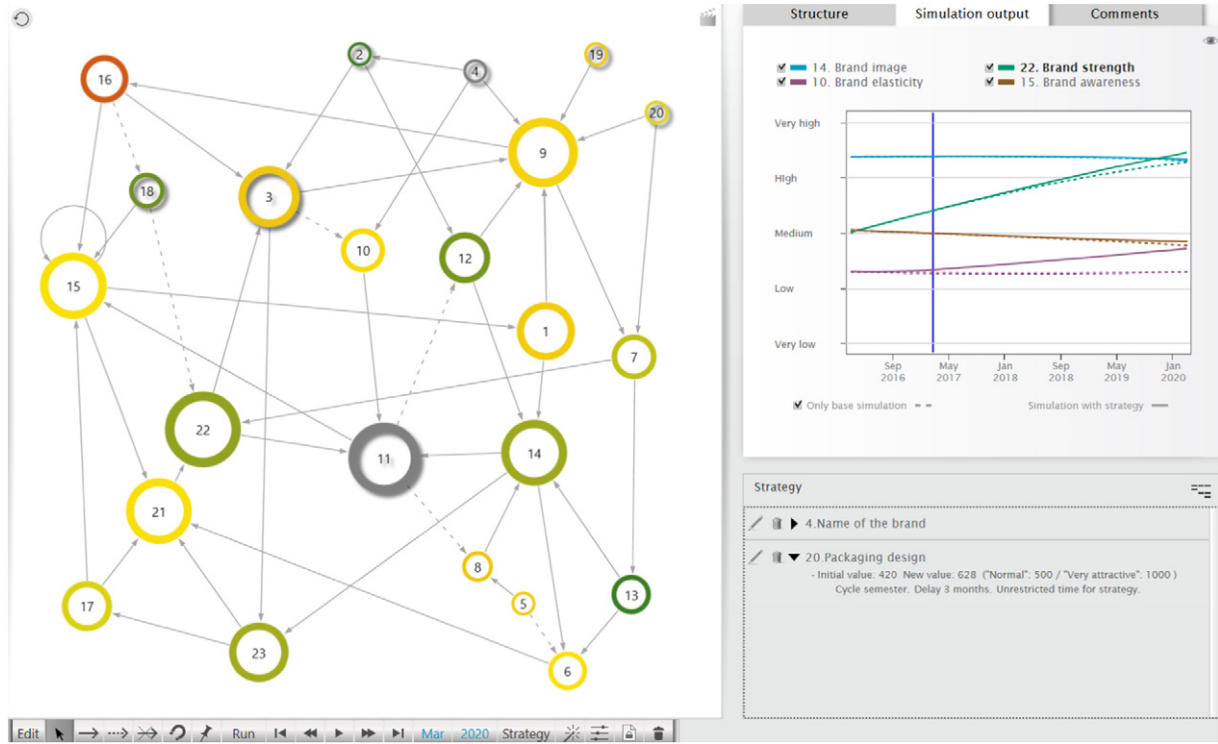 Structure Simulation output Comments
14. Brand image 22. Brand strength
10. Brand elasticity 15. Brand awareness
Very high
HIgh
Medium
Low
Very low
Sep May Jan Sep May Jan
2016 2017 2018 2018 2019 2020
Only base simulation Simulation with strategy
Strategy
4.Name of the brand
20.Packaging design
- Initial value: 420 New value: 628 ("Normal": 500 / "Very attractive": 1000 )
Cycle semester. Delay 3 months. Unrestricted time for strategy.
2
4
19
16
20
9
18
3
10
12
15
1
7
22
11
14
21
8
5
13
17
23
6
Edit Run Mar 2020 Strategy